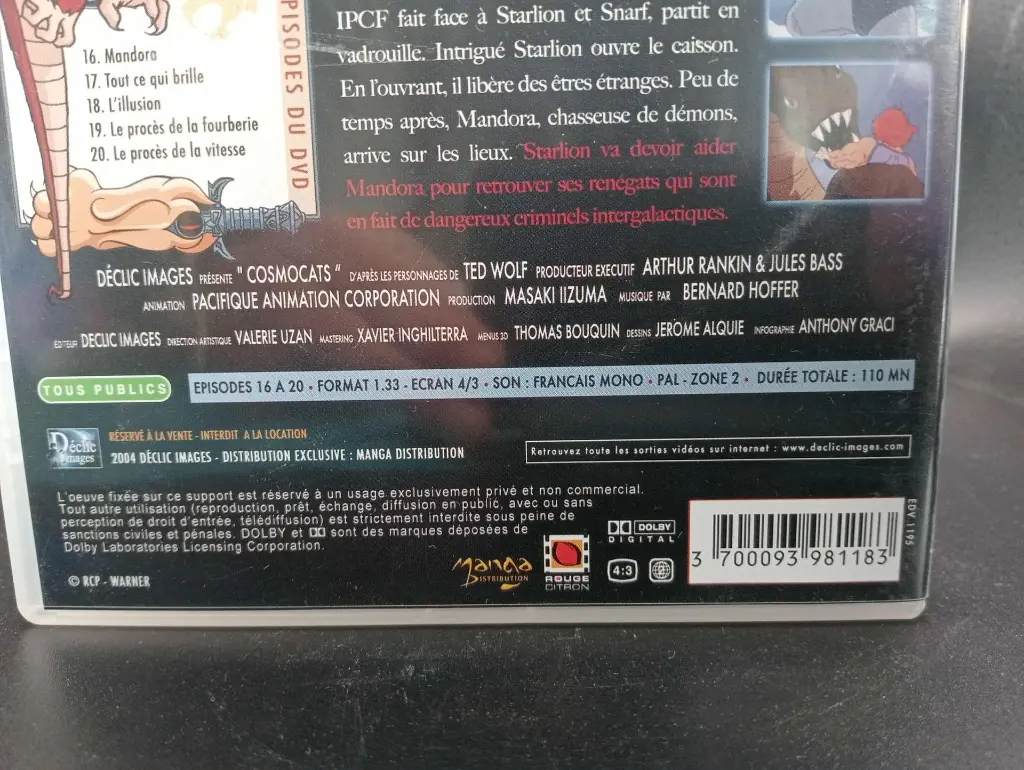 IPCF fait face à Starlion et Snarf, partit en
vadrouille. Intrigué Starlion ouvre le caisson.
En l'ouvrant, il libère des êtres étranges. Peu de
temps après, Mandora, chasseuse de démons,
arrive sur les lieux. Starlion va devoir aider
Mandora pour retrouver ses renégats qui sont
en fait de dangereux criminels intergalactiques.
16. Mandora
17. Tout ce qui brille
18. L'illusion
19. Le procès de la fourberie
20. Le procès de la vitesse
EPISODES DU DVD
DÉCLIC IMAGES PRÉSENTE " COSMOCATS " D'APRÈS LES PERSONNAGES DE TED WOLF PRODUCTEUR EXECUTIF ARTHUR RANKIN & JULES BASS
ANIMATION PACIFIQUE ANIMATION CORPORATION PRODUCTION MASAKI IIZUMA MUSIQUE PAR BERNARD HOFFER
ÉDITEUR DECLIC IMAGES DIRECTION ARTISTIQUE VALERIE UZAN MASTERING XAVIER INGHILTERRA MENUS 3D THOMAS BOUQUIN DESSINS JEROME ALQUIE INFOGRAPHIE ANTHONY GRACI
TOUS PUBLICS
EPISODES 16 A 20 • FORMAT 1.33 - ECRAN 4/3 • SON : FRANCAIS MONO • PAL - ZONE 2 • DURÉE TOTALE : 110 MN
Déclic Images
RÉSERVÉ À LA VENTE - INTERDIT A LA LOCATION
2004 DÉCLIC IMAGES - DISTRIBUTION EXCLUSIVE : MANGA DISTRIBUTION
Retrouvez toute les sorties vidéos sur internet : www.declic-images.com
L'oeuve fixée sur ce support est réservé à un usage exclusivement privé et non commercial.
Tout autre utilisation (reproduction, prêt, échange, diffusion en public, avec ou sans
perception de droit d'entrée, télédiffusion) est strictement interdite sous peine de
sanctions civiles et pénales. DOLBY et DD sont des marques déposées de
Dolby Laboratories Licensing Corporation.
© RCP - WARNER
manga
DISTRIBUTION
ROUGE
CITRON
DOLBY
DIGITAL
4:3
2
3 700093 981183
EDV 1195